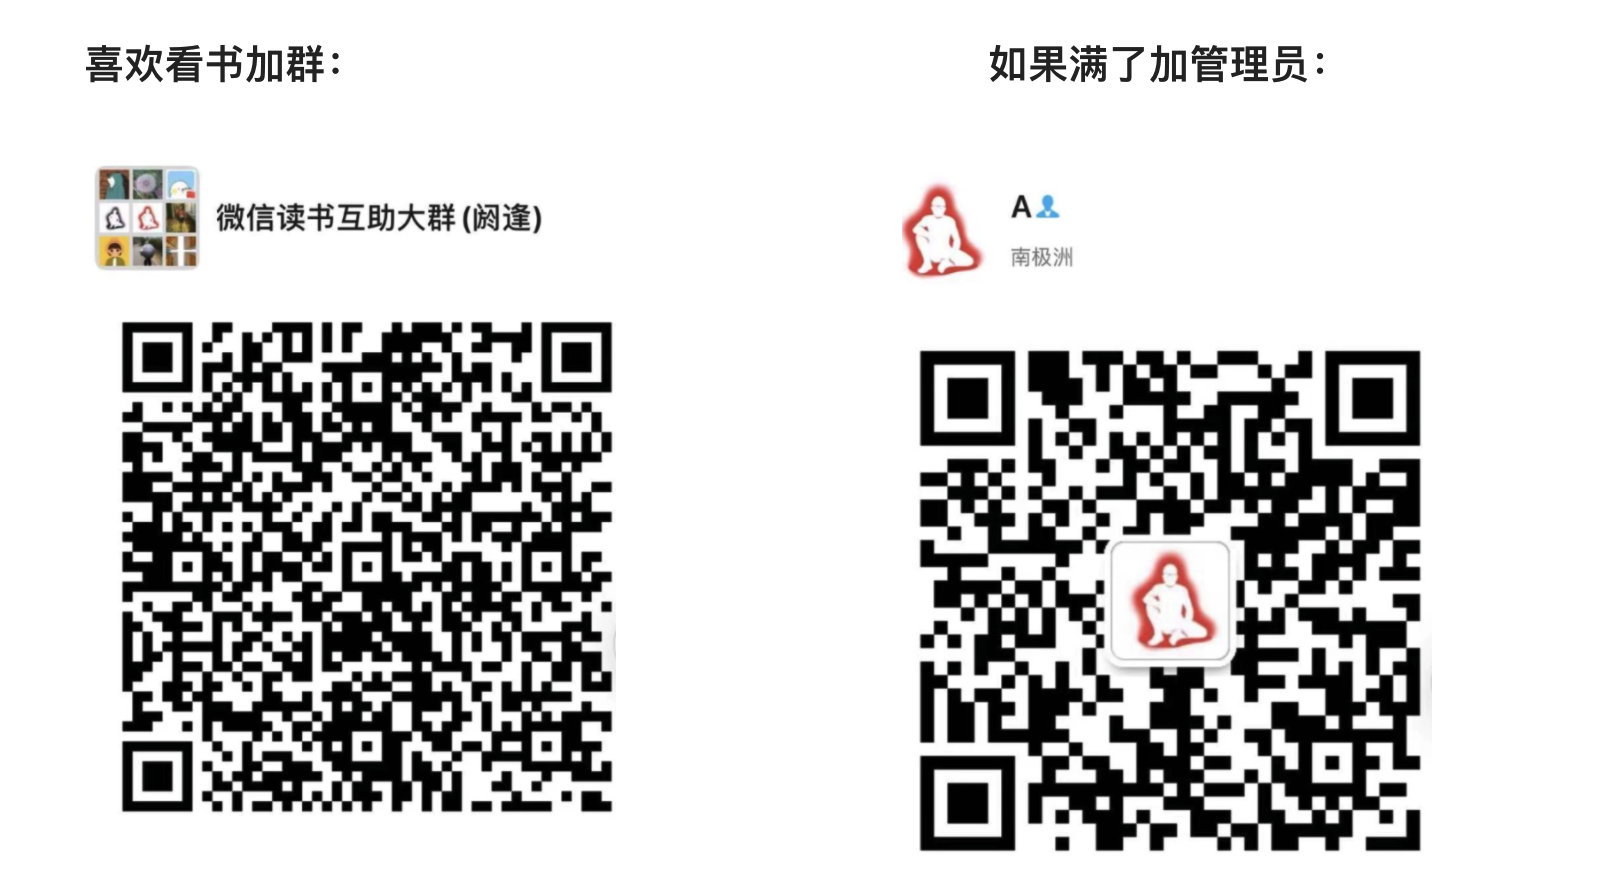 喜欢看书加群：
如果满了加管理员：
微信读书互助大群(阏逢)
A
南极洲